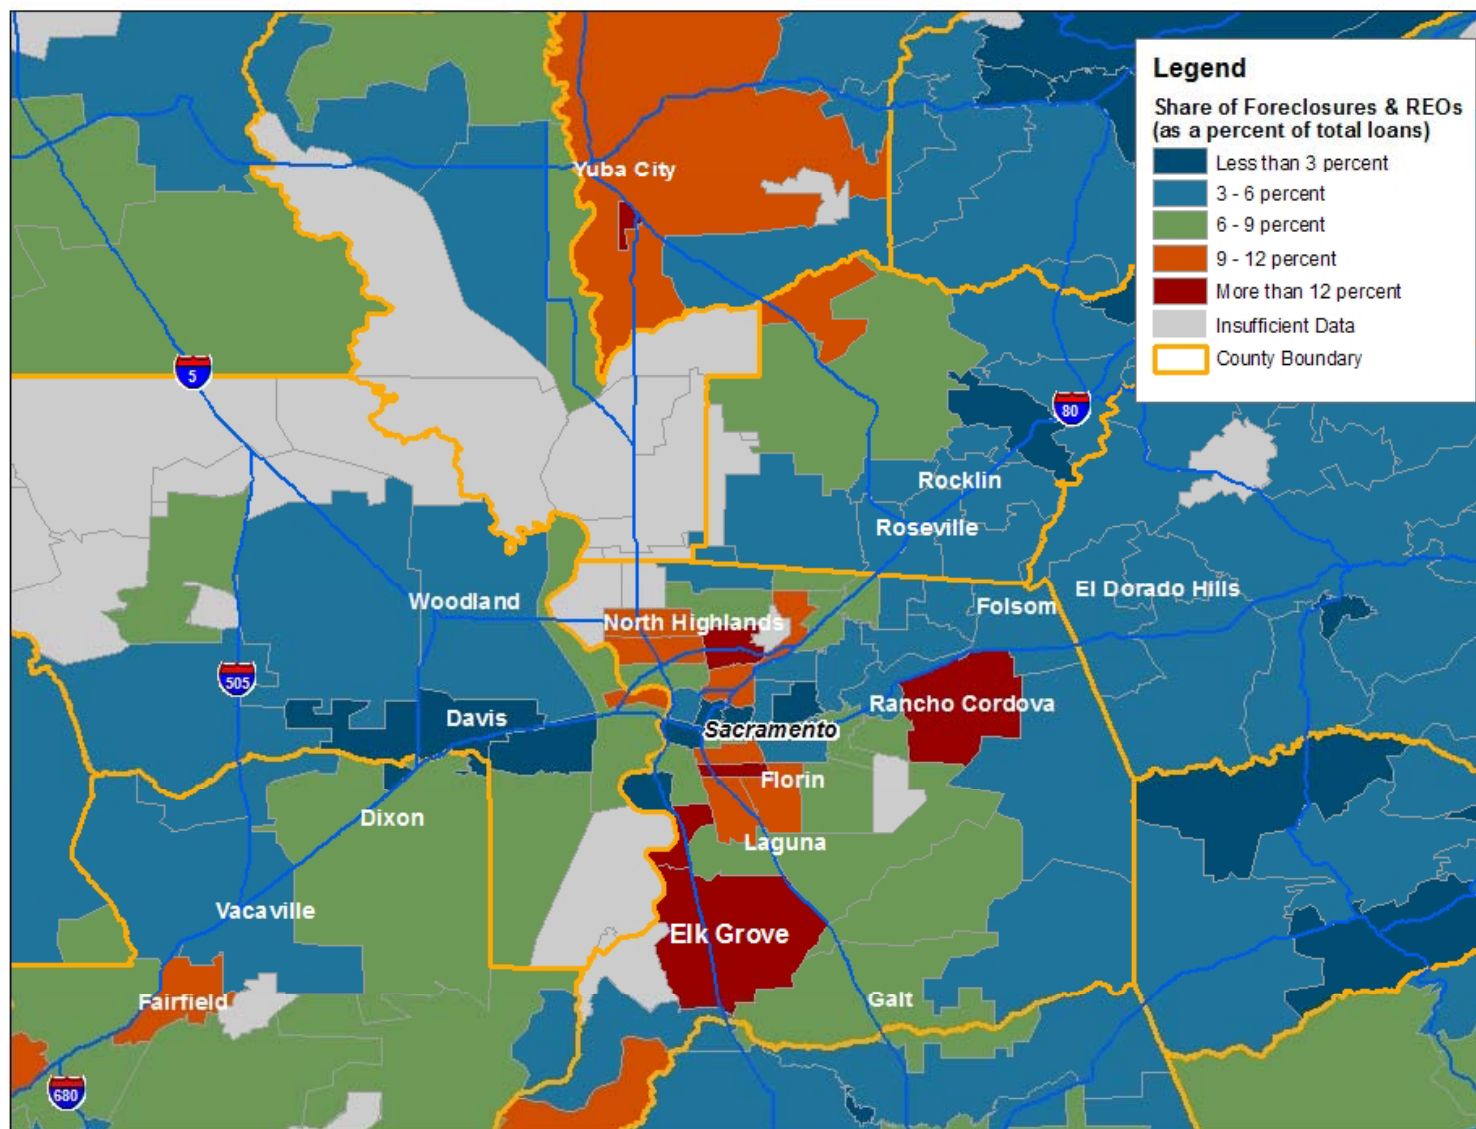 Legend
Share of Foreclosures & REOs
(as a percent of total loans)
Less than 3 percent
3 - 6 percent
6 - 9 percent
9 - 12 percent
More than 12 percent
Insufficient Data
County Boundary
Yuba City
5
80
Rocklin
Roseville
El Dorado Hills
Woodland
Folsom
North Highlands
505
Rancho Cordova
Davis
Sacramento
Florin
Dixon
Laguna
Vacaville
Elk Grove
Fairfield
Galt
680